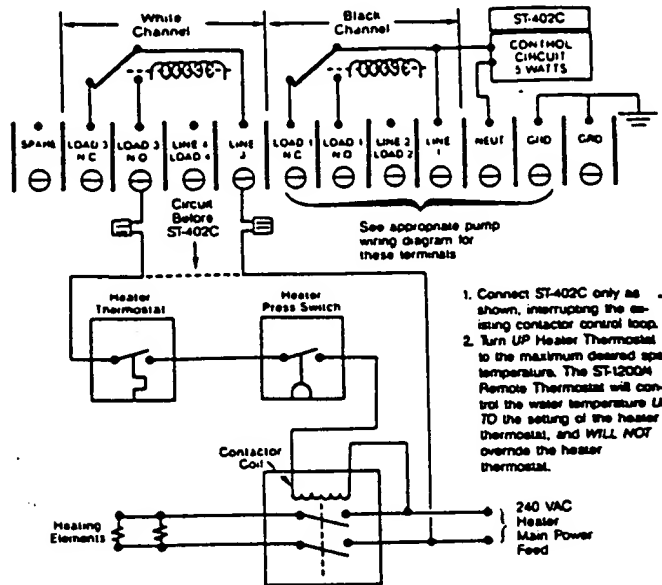 White
Channel
Black
Channel
ST-402C
CONTROL
CIRCUIT
5 WATTS
SPARE
LOAD 3
N C
LOAD 3
N O
LINE 4
LOAD 4
LINE
3
LOAD 1
N C
LOAD 1
N O
LINE 2
LOAD 2
LINE
1
NEUT
GRD
GRD
Circuit
Before
ST-402C
See appropriate pump
wiring diagram for
these terminals
Heater
Thermostat
Heater
Press Switch
1. Connect ST-402C only as
shown, interrupting the ex-
isting contactor control loop.
2. Turn UP Heater Thermostat
to the maximum desired spa
temperature. The ST-1200/4
Remote Thermostat will con-
trol the water temperature U
TO the setting of the heater
thermostat, and WILL NOT
override the heater
thermostat.
Contactor
Coil
Heating
Elements
240 VAC
Heater
Main Power
Feed